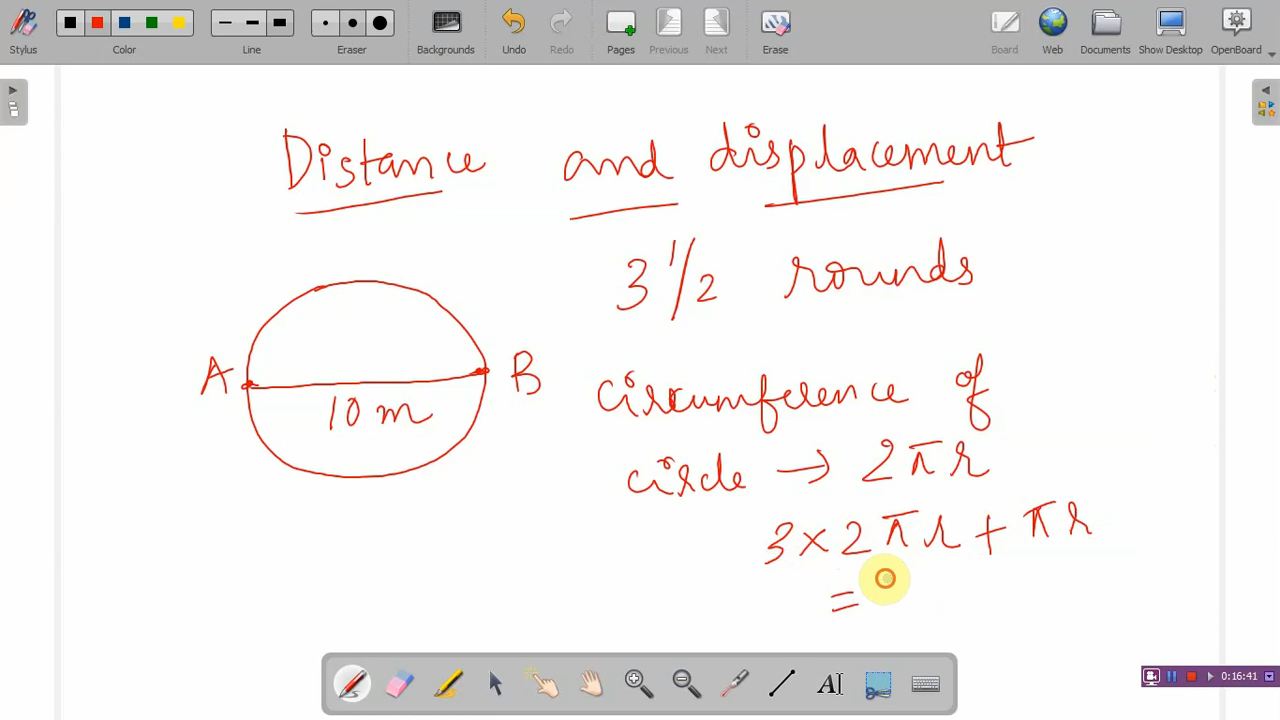 Stylus Color Line Eraser Backgrounds Undo Redo Pages Previous Next Erase Board Web Documents Show Desktop OpenBoard
Distance and displacement
3 1/2 rounds
A B
10 m
circumference of
circle → 2πr
3 × 2πr + πr
=
AI
0:16:41